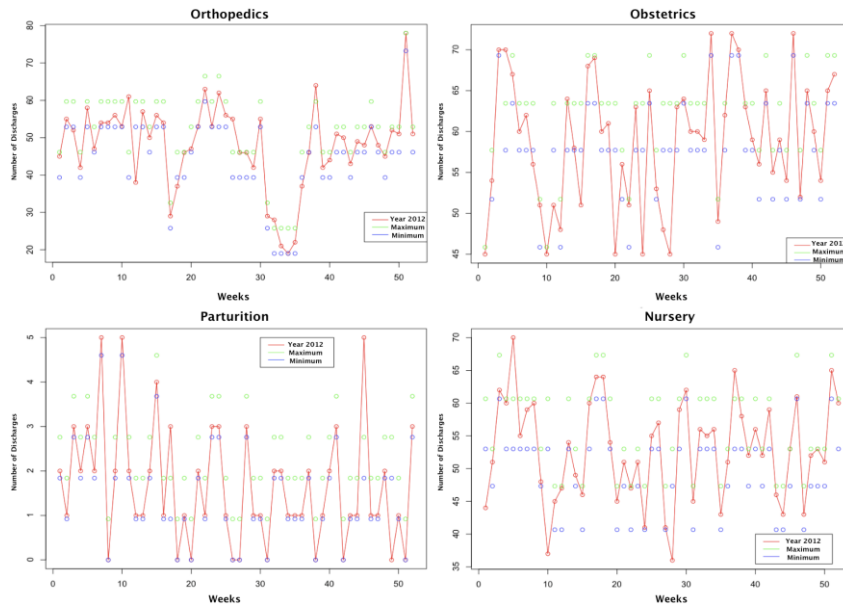 Orthopedics
Number of Discharges
80
70
60
50
40
30
20
0
10
20
30
40
50
Weeks
Year 2012
Maximum
Minimum
Obstetrics
Number of Discharges
70
65
60
55
50
45
0
10
20
30
40
50
Weeks
Year 2012
Maximum
Minimum
Parturition
Number of Discharges
5
4
3
2
1
0
0
10
20
30
40
50
Weeks
Year 2012
Maximum
Minimum
Nursery
Number of Discharges
70
65
60
55
50
45
40
35
0
10
20
30
40
50
Weeks
Year 2012
Maximum
Minimum